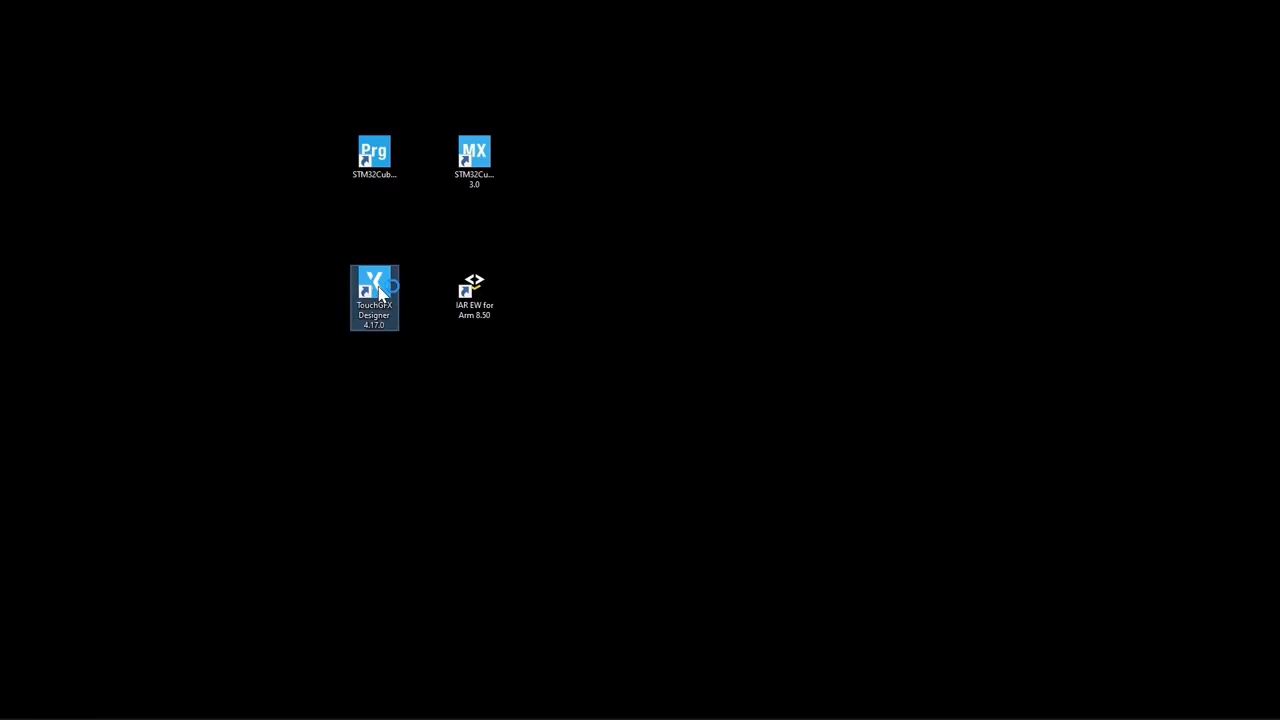 Prg
MX
STM32Cub...
STM32Cu...
3.0
TouchGFX
Designer
4.17.0
IAR EW for
Arm 8.50